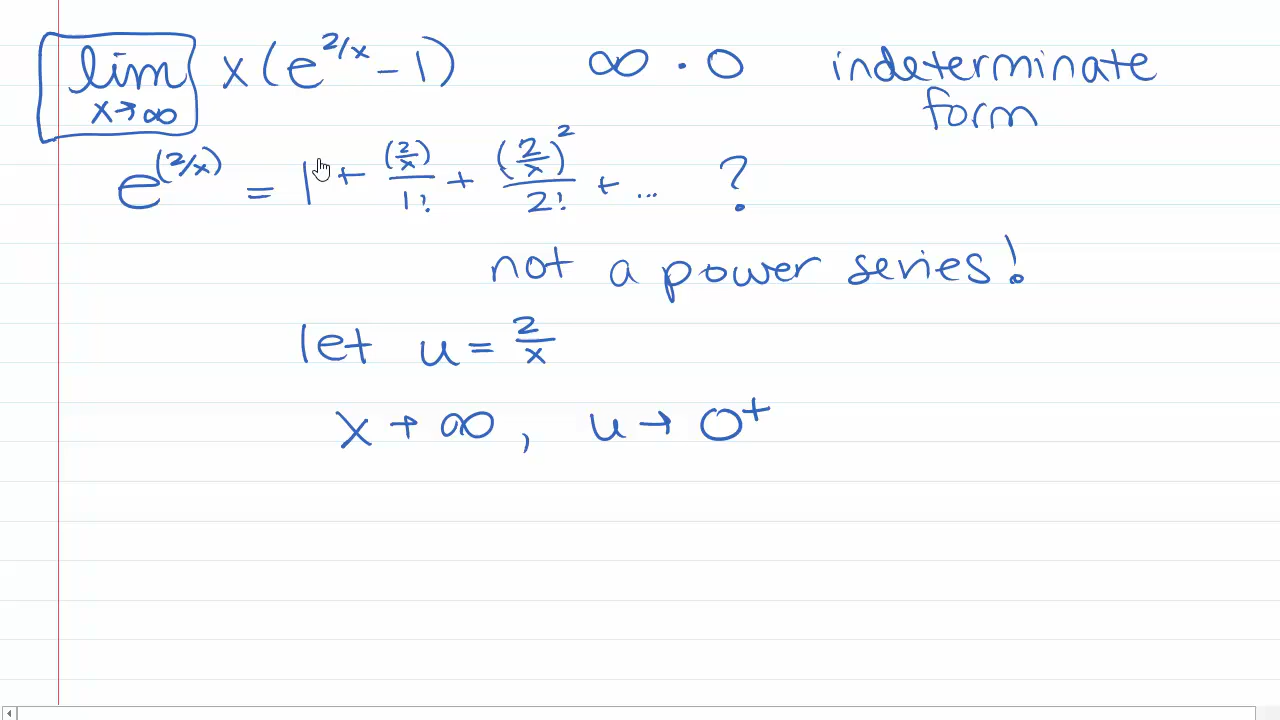 lim x→∞ x(e^(2/x) - 1) ∞ · 0 indeterminate form
e^(2/x) = 1 + (2/x)/1! + (2/x)^2/2! + ... ?
not a power series!
let u = 2/x
x → ∞, u → 0+